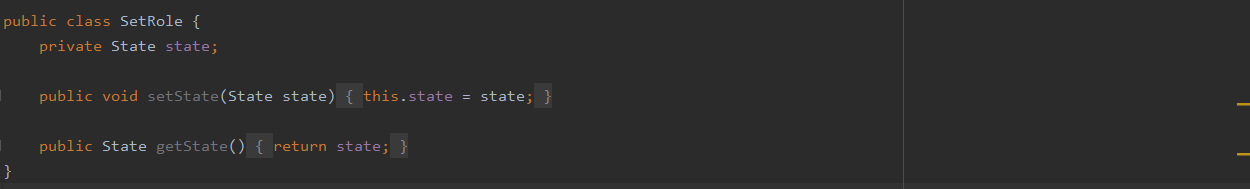 public class SetRole {
private State state;
public void setState(State state) { this.state = state; }
public State getState() { return state; }
}